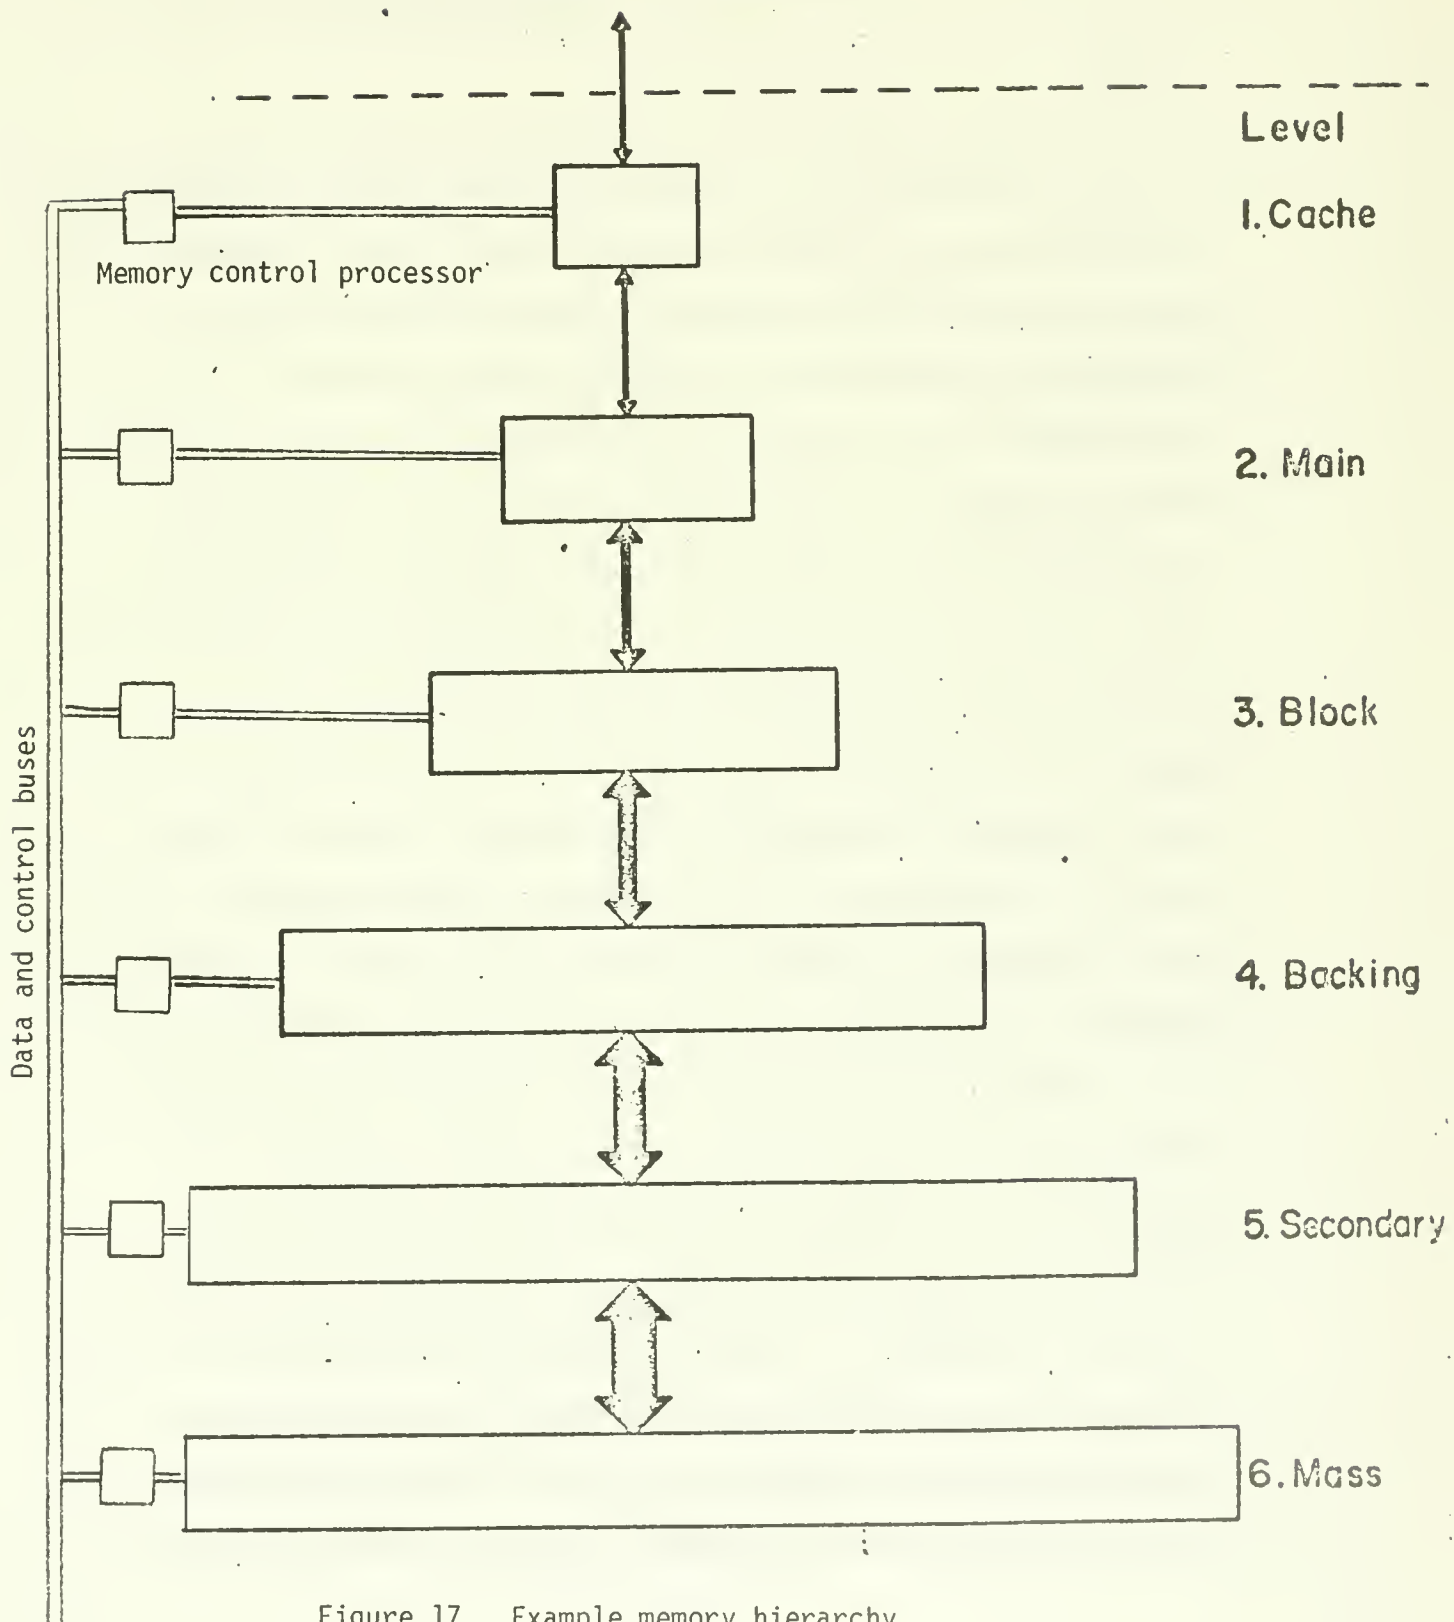 Level
1. Cache
Memory control processor
2. Main
3. Block
Data and control buses
4. Backing
5. Secondary
6. Mass
Figure 17 Example memory hierarchy